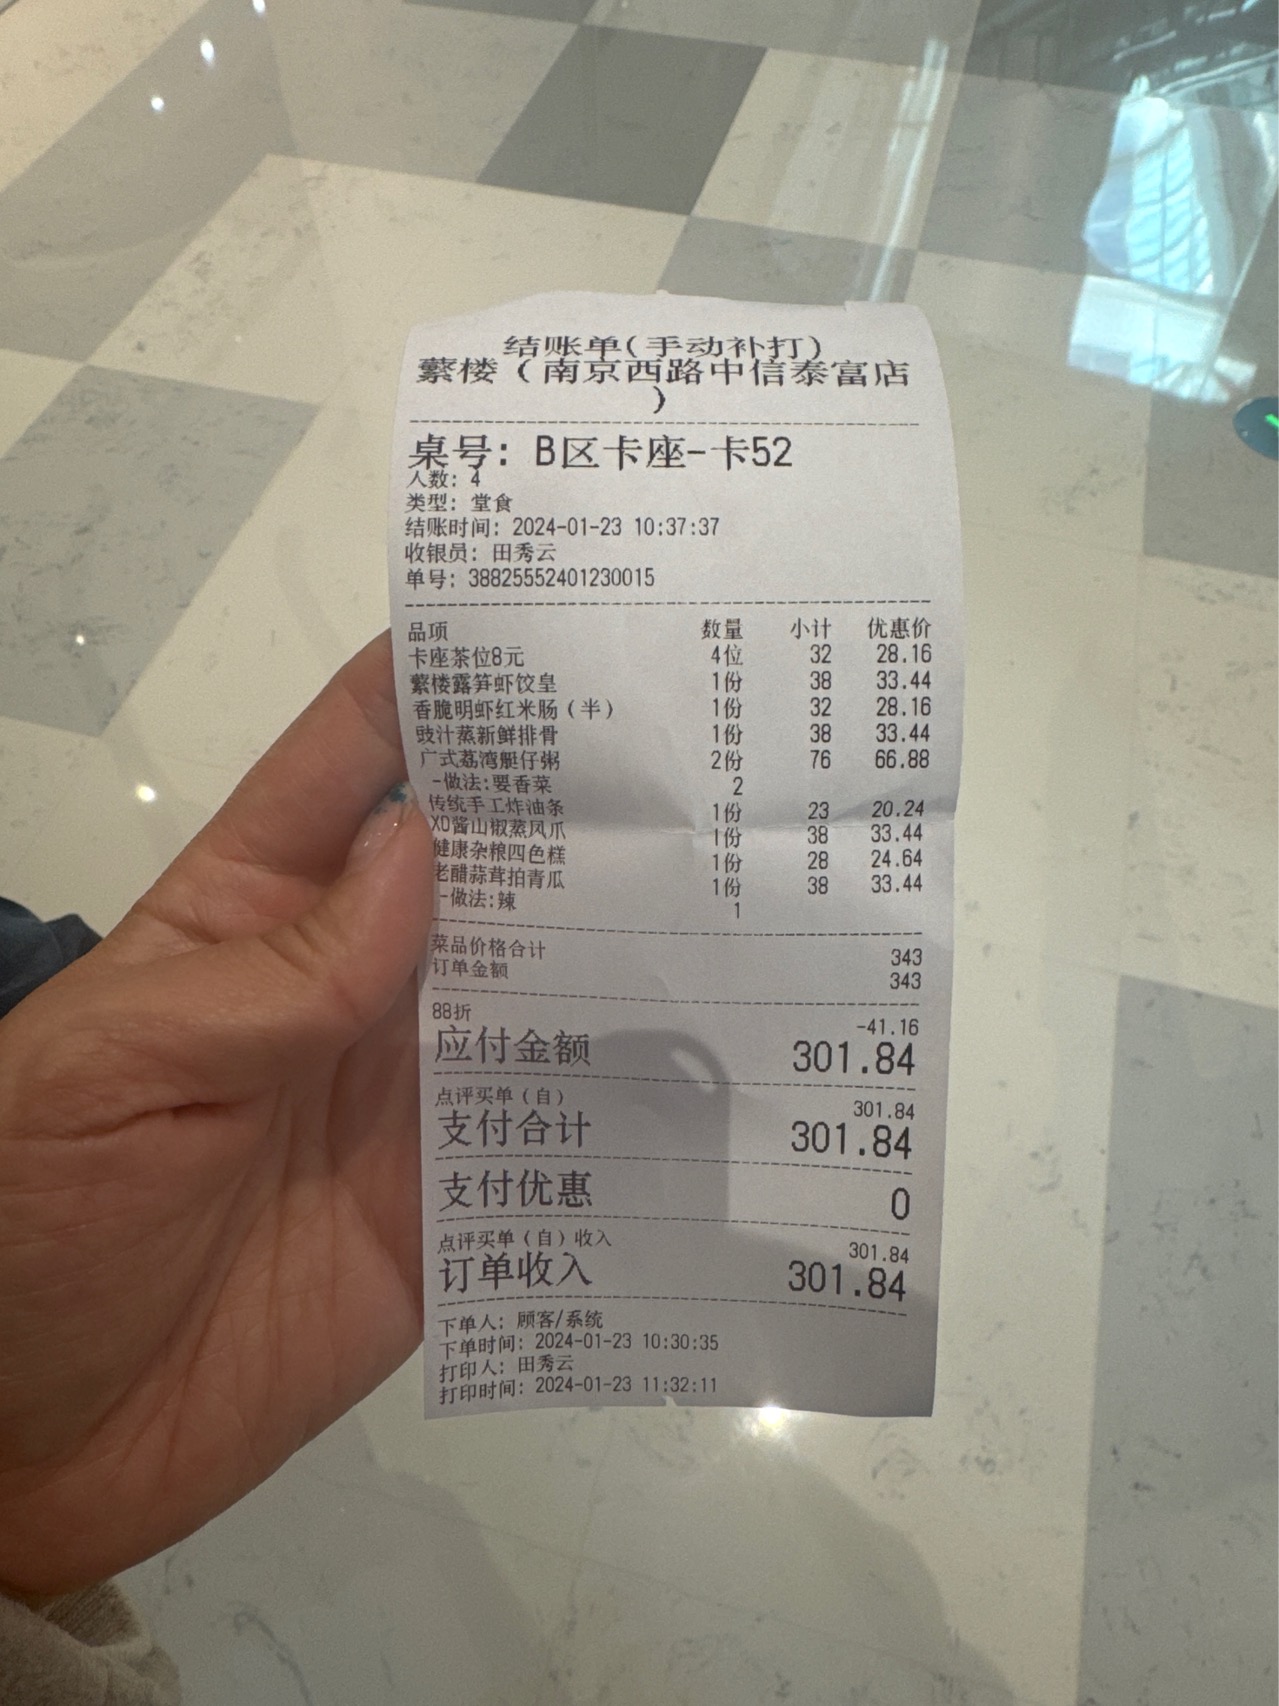 结账单(手动补打)
蘩楼（南京西路中信泰富店
）
桌号: B区卡座-卡52
人数: 4
类型: 堂食
结账时间: 2024-01-23 10:37:37
收银员: 田秀云
单号: 38825552401230015
品项 数量 小计 优惠价
卡座茶位8元 4位 32 28.16
蘩楼露笋虾饺皇 1份 38 33.44
香脆明虾红米肠（半） 1份 32 28.16
豉汁蒸新鲜排骨 1份 38 33.44
广式荔湾艇仔粥 2份 76 66.88
-做法:要香菜 2
传统手工炸油条 1份 23 20.24
XO酱山椒蒸凤爪 1份 38 33.44
健康杂粮四色糕 1份 28 24.64
老醋蒜茸拍青瓜 1份 38 33.44
-做法:辣 1
菜品价格合计 343
订单金额 343
88折 -41.16
应付金额 301.84
点评买单（自） 301.84
支付合计 301.84
支付优惠 0
点评买单（自）收入 301.84
订单收入 301.84
下单人: 顾客/系统
下单时间: 2024-01-23 10:30:35
打印人: 田秀云
打印时间: 2024-01-23 11:32:11